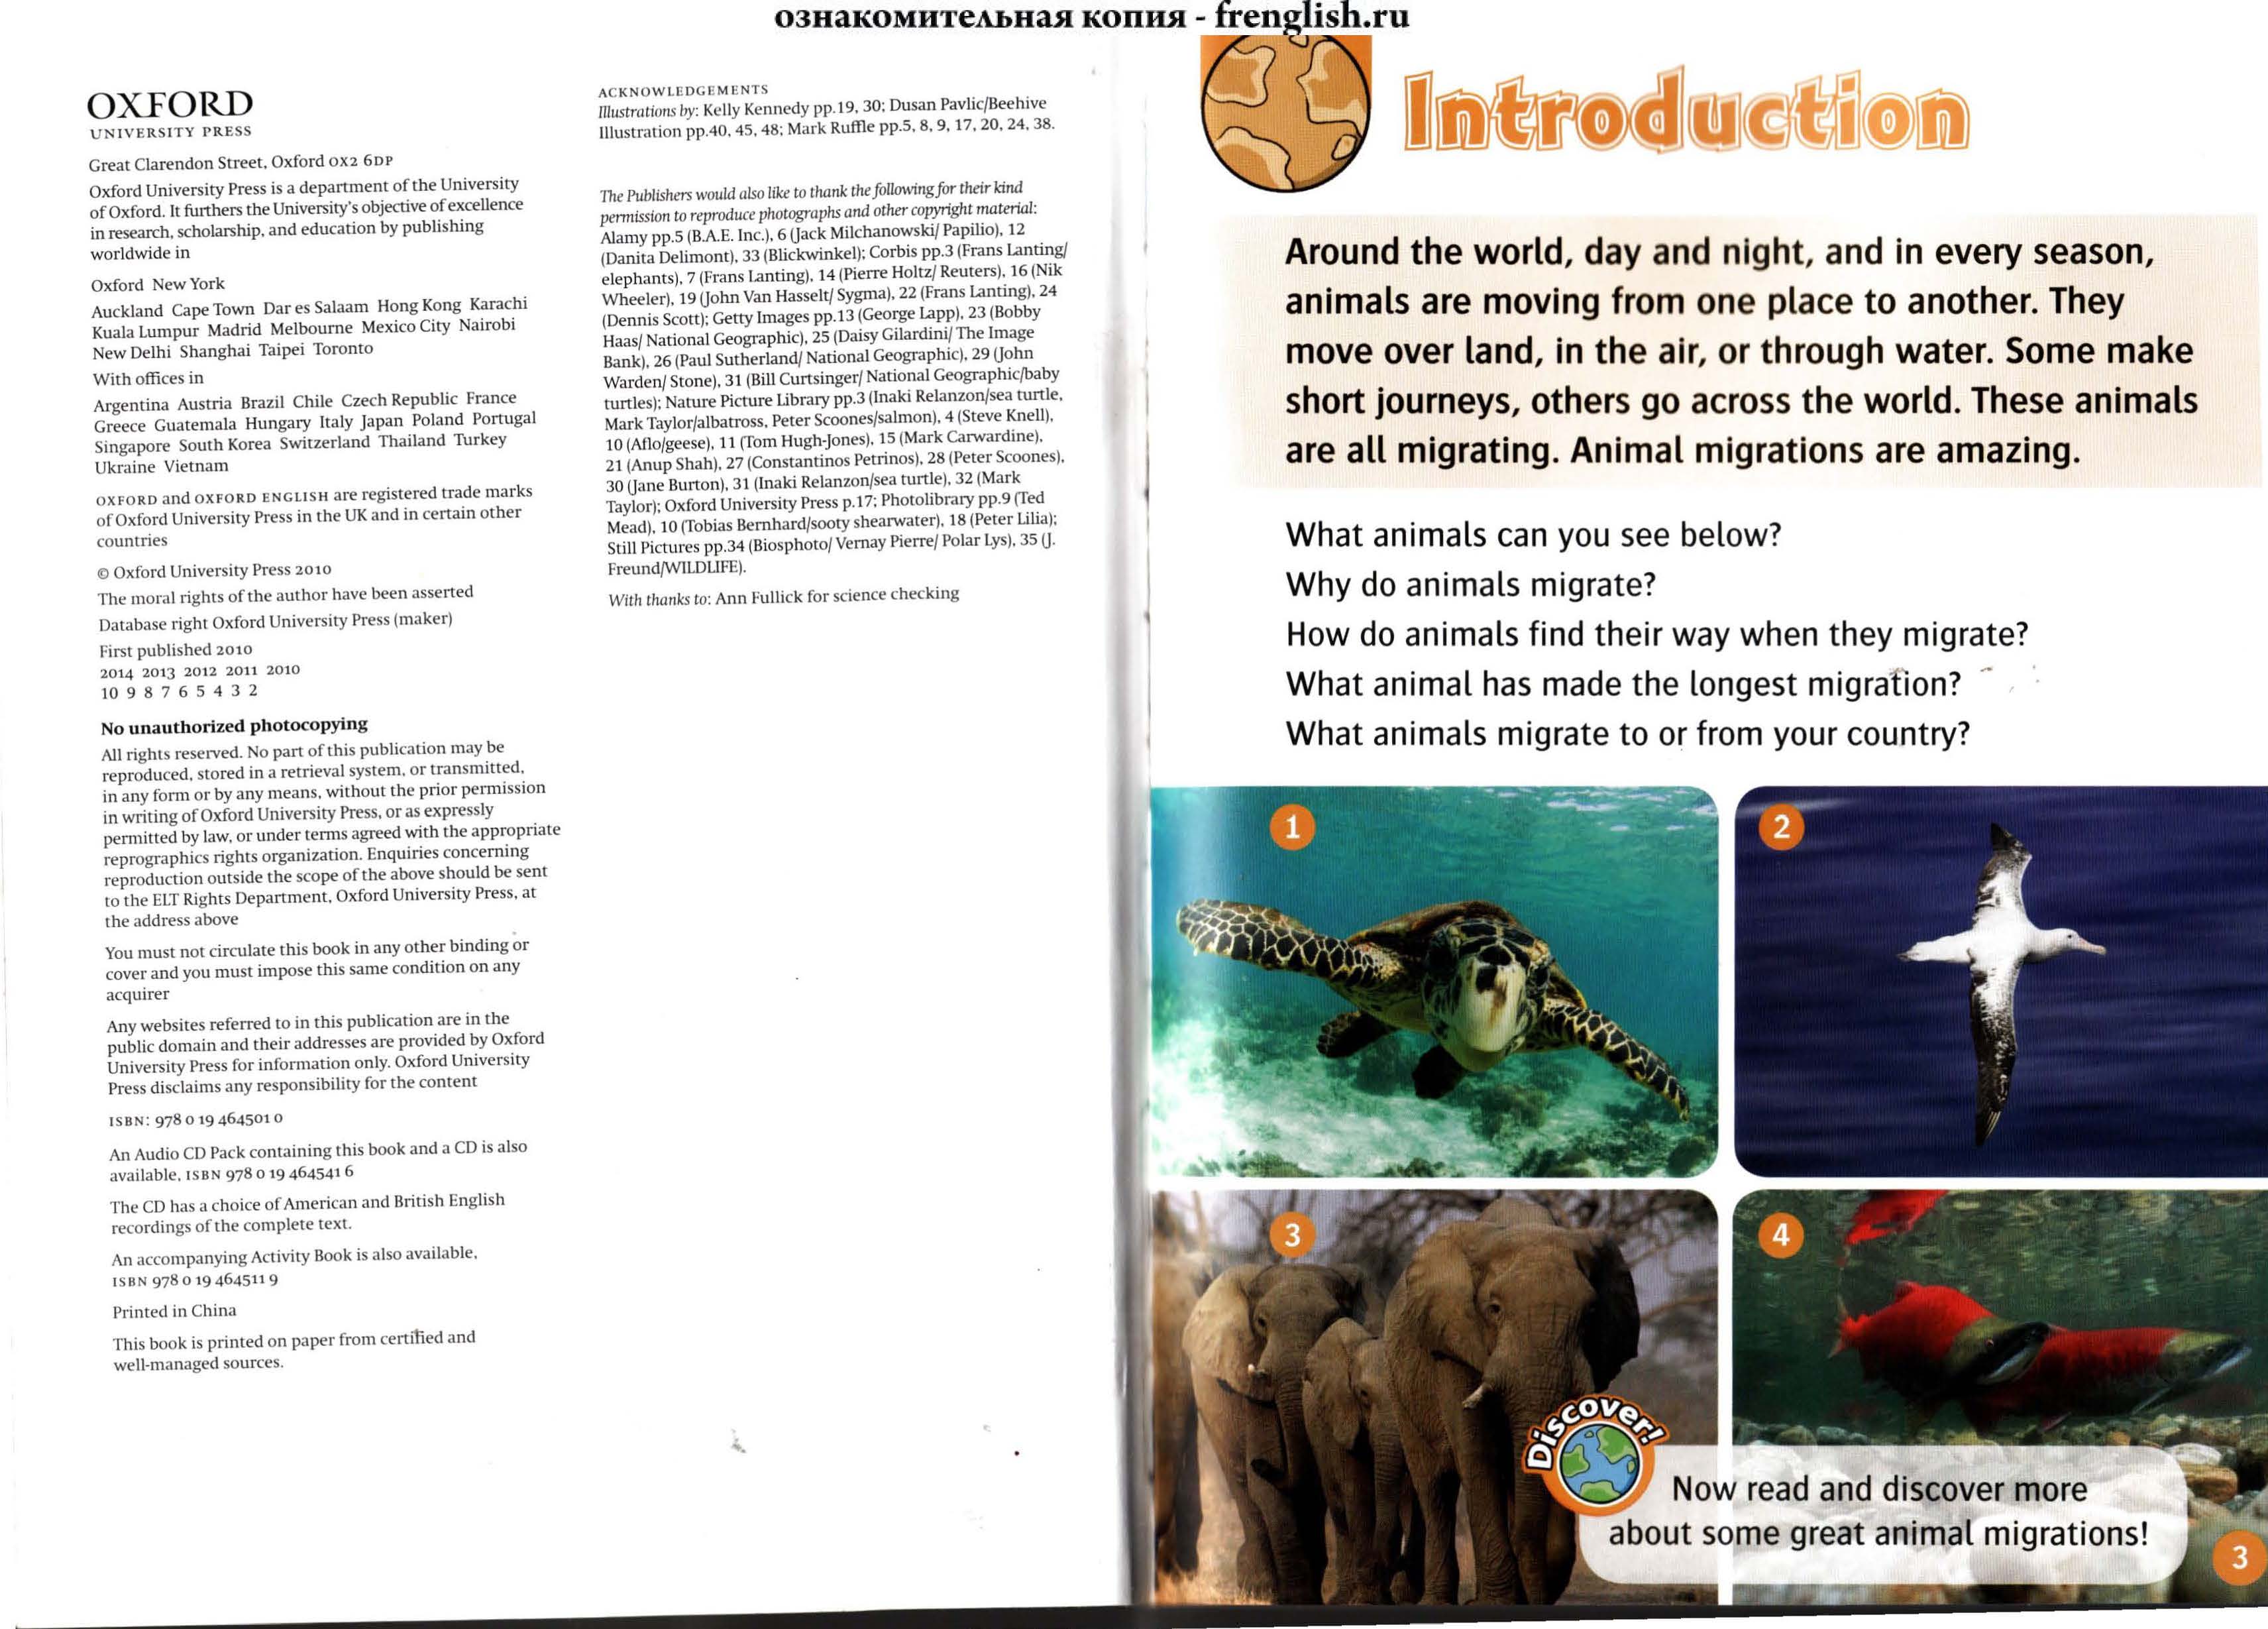 ознакомительная копия - frenglish.ru
OXFORD
UNIVERSITY PRESS
Great Clarendon Street, Oxford OX2 6DP
Oxford University Press is a department of the University
of Oxford. It furthers the University's objective of excellence
in research, scholarship, and education by publishing
worldwide in
Oxford New York
Auckland Cape Town Dar es Salaam Hong Kong Karachi
Kuala Lumpur Madrid Melbourne Mexico City Nairobi
New Delhi Shanghai Taipei Toronto
With offices in
Argentina Austria Brazil Chile Czech Republic France
Greece Guatemala Hungary Italy Japan Poland Portugal
Singapore South Korea Switzerland Thailand Turkey
Ukraine Vietnam
OXFORD and OXFORD ENGLISH are registered trade marks
of Oxford University Press in the UK and in certain other
countries
© Oxford University Press 2010
The moral rights of the author have been asserted
Database right Oxford University Press (maker)
First published 2010
2014 2013 2012 2011 2010
10 9 8 7 6 5 4 3 2
No unauthorized photocopying
All rights reserved. No part of this publication may be
reproduced, stored in a retrieval system, or transmitted,
in any form or by any means, without the prior permission
in writing of Oxford University Press, or as expressly
permitted by law, or under terms agreed with the appropriate
reprographics rights organization. Enquiries concerning
reproduction outside the scope of the above should be sent
to the ELT Rights Department, Oxford University Press, at
the address above
You must not circulate this book in any other binding or
cover and you must impose this same condition on any
acquirer
Any websites referred to in this publication are in the
public domain and their addresses are provided by Oxford
University Press for information only. Oxford University
Press disclaims any responsibility for the content
ISBN: 978 0 19 464501 0
An Audio CD Pack containing this book and a CD is also
available, ISBN 978 0 19 464541 6
The CD has a choice of American and British English
recordings of the complete text.
An accompanying Activity Book is also available,
ISBN 978 0 19 464511 9
Printed in China
This book is printed on paper from certified and
well-managed sources.
ACKNOWLEDGEMENTS
Illustrations by: Kelly Kennedy pp.19, 30; Dusan Pavlic/Beehive
Illustration pp.40, 45, 48; Mark Ruffle pp.5, 8, 9, 17, 20, 24, 38.
The Publishers would also like to thank the following for their kind
permission to reproduce photographs and other copyright material:
Alamy pp.5 (B.A.E. Inc.), 6 (Jack Milchanowski/ Papilio), 12
(Danita Delimont), 33 (Blickwinkel); Corbis pp.3 (Frans Lanting/
elephants), 7 (Frans Lanting), 14 (Pierre Holtz/ Reuters), 16 (Nik
Wheeler), 19 (John Van Hasselt/ Sygma), 22 (Frans Lanting), 24
(Dennis Scott); Getty Images pp.13 (George Lapp), 23 (Bobby
Haas/ National Geographic), 25 (Daisy Gilardini/ The Image
Bank), 26 (Paul Sutherland/ National Geographic), 29 (John
Warden/ Stone), 31 (Bill Curtsinger/ National Geographic/baby
turtles); Nature Picture Library pp.3 (Inaki Relanzon/sea turtle,
Mark Taylor/albatross, Peter Scoones/salmon), 4 (Steve Knell),
10 (Aflo/geese), 11 (Tom Hugh-Jones), 15 (Mark Carwardine),
21 (Anup Shah), 27 (Constantinos Petrinos), 28 (Peter Scoones),
30 (Jane Burton), 31 (Inaki Relanzon/sea turtle), 32 (Mark
Taylor); Oxford University Press p.17; Photolibrary pp.9 (Ted
Mead), 10 (Tobias Bernhard/sooty shearwater), 18 (Peter Lilia);
Still Pictures pp.34 (Biosphoto/ Vernay Pierre/ Polar Lys), 35 (J.
Freund/WILDLIFE).
With thanks to: Ann Fullick for science checking
Introduction
Around the world, day and night, and in every season,
animals are moving from one place to another. They
move over land, in the air, or through water. Some make
short journeys, others go across the world. These animals
are all migrating. Animal migrations are amazing.
What animals can you see below?
Why do animals migrate?
How do animals find their way when they migrate?
What animal has made the longest migration?
What animals migrate to or from your country?
1
2
3
4
Discover!
Now read and discover more
about some great animal migrations!
3